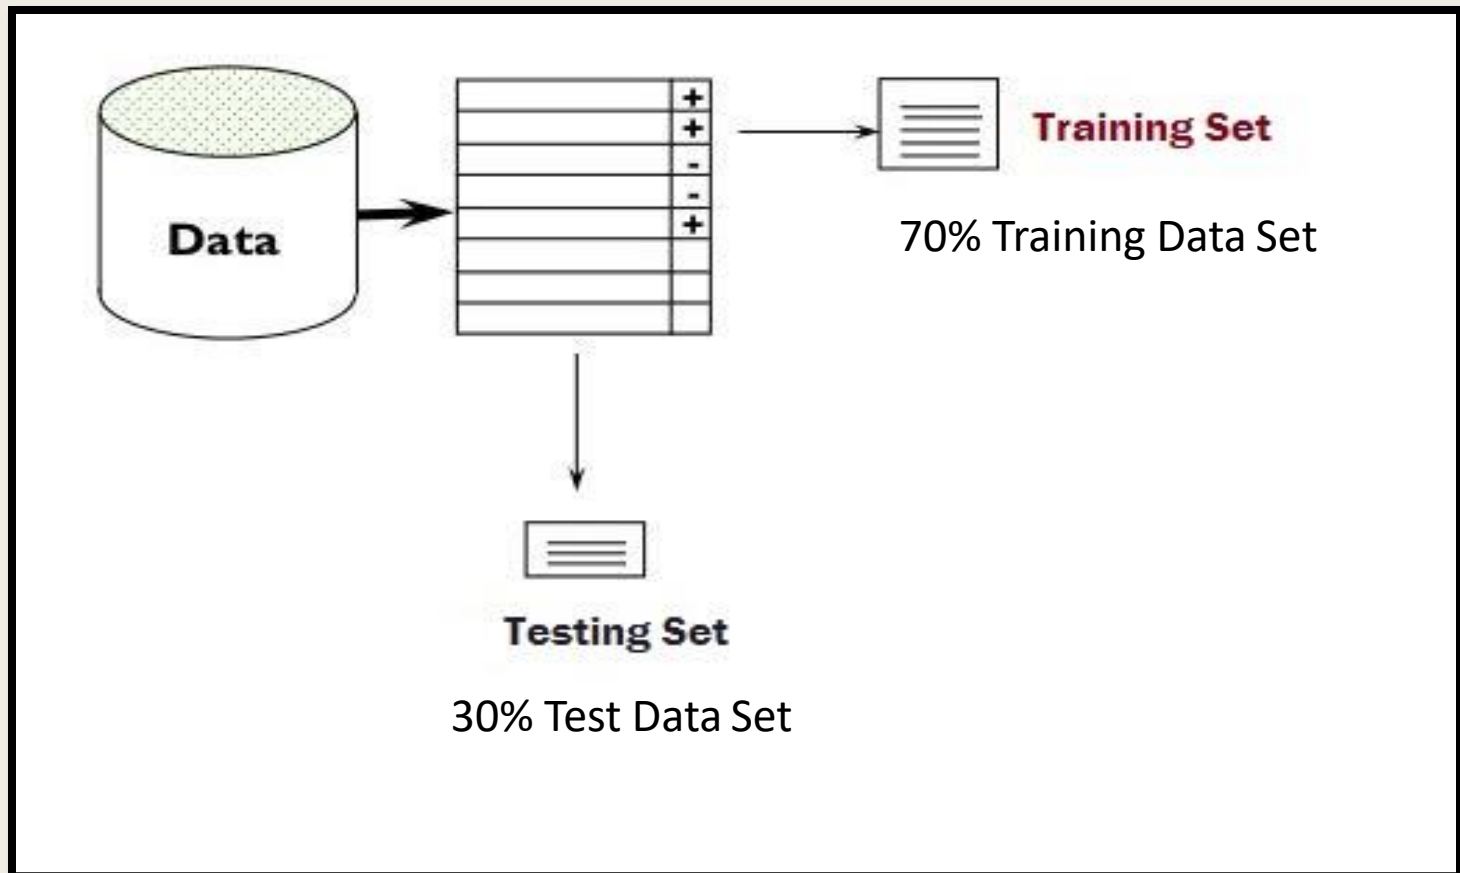 Data
+
+
-
-
+
Training Set
70% Training Data Set
Testing Set
30% Test Data Set